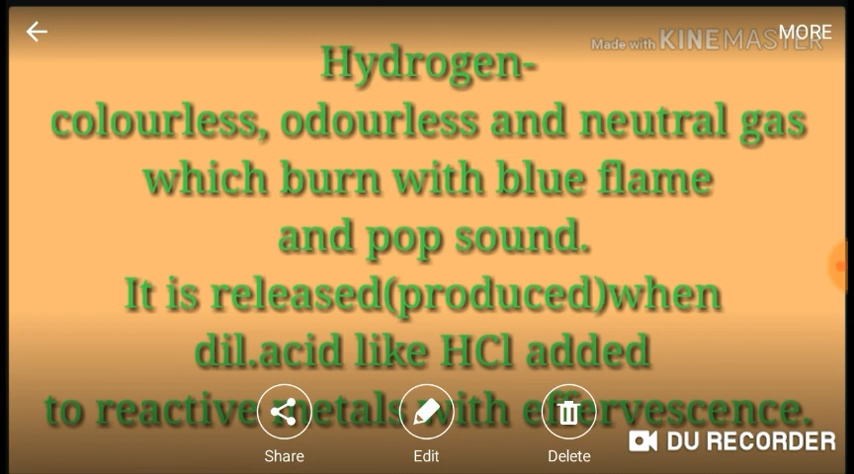 MORE
Made with KINEMASTER
Hydrogen-
colourless, odourless and neutral gas
which burn with blue flame
and pop sound.
It is released(produced)when
dil.acid like HCl added
to reactive metals with effervescence.
DU RECORDER
Share Edit Delete